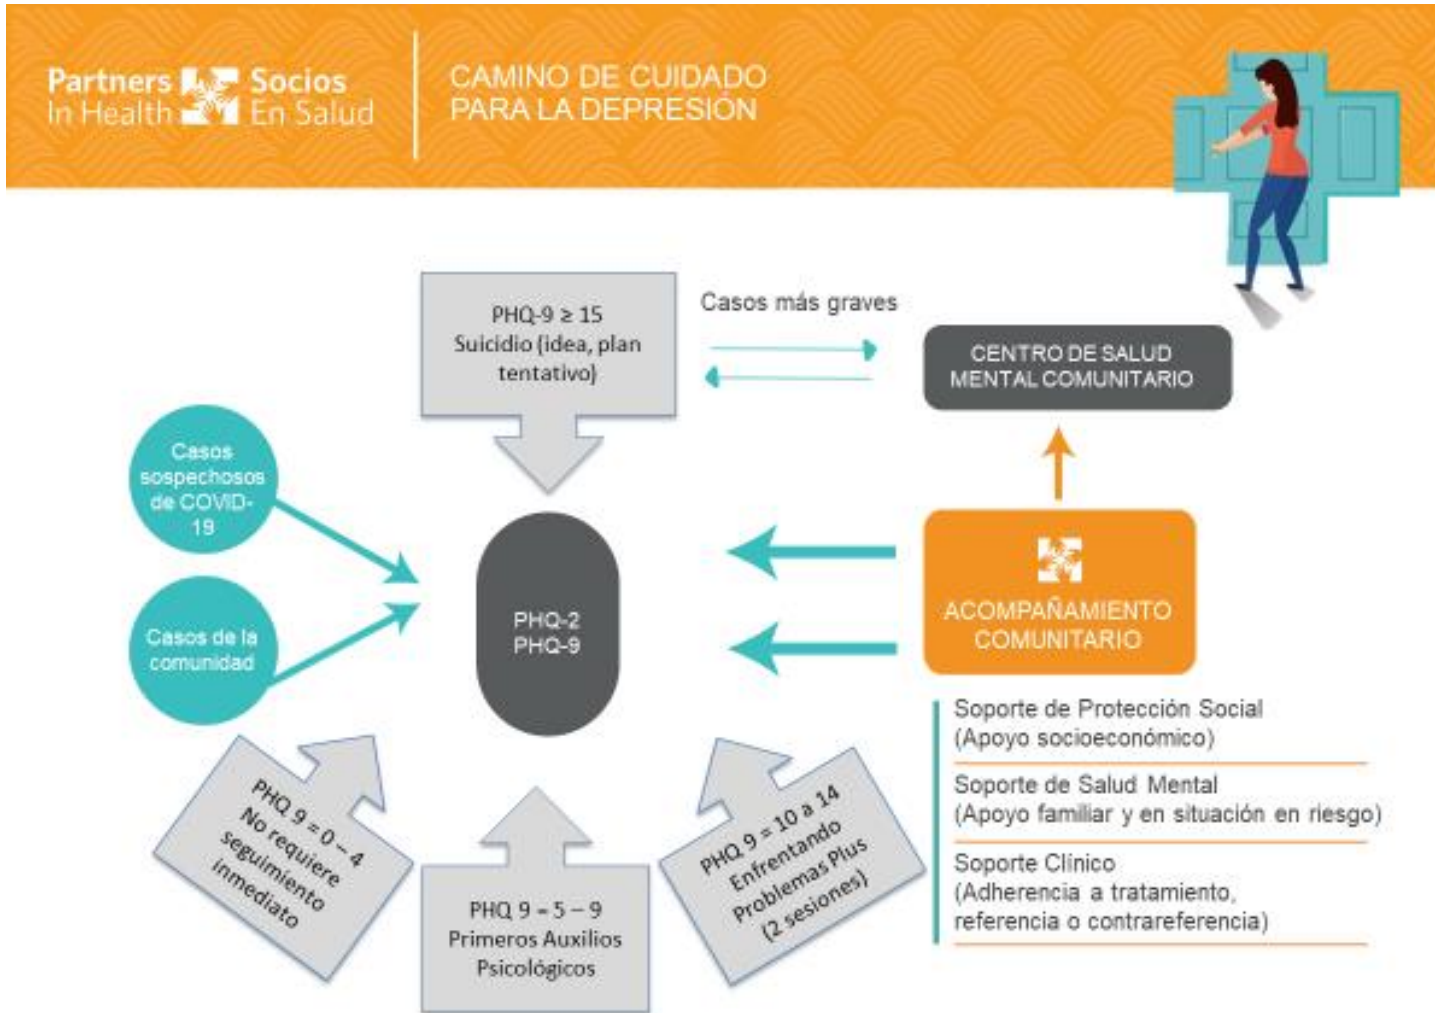 Partners
In Health
Socios
En Salud
CAMINO DE CUIDADO
PARA LA DEPRESIÓN
PHQ-9 ≥ 15
Suicidio (idea, plan
tentativo)
Casos más graves
CENTRO DE SALUD
MENTAL COMUNITARIO
Casos
sospechosos
de COVID-
19
Casos de la
comunidad
PHQ-2
PHQ-9
ACOMPAÑAMIENTO
COMUNITARIO
Soporte de Protección Social
(Apoyo socioeconómico)
Soporte de Salud Mental
(Apoyo familiar y en situación en riesgo)
Soporte Clínico
(Adherencia a tratamiento,
referencia o contrareferencia)
PHQ 9 = 0 – 4
No requiere
seguimiento
inmediato
PHQ 9 = 5 – 9
Primeros Auxilios
Psicológicos
PHQ 9 = 10 a 14
Enfrentando
Problemas Plus
(2 sesiones)